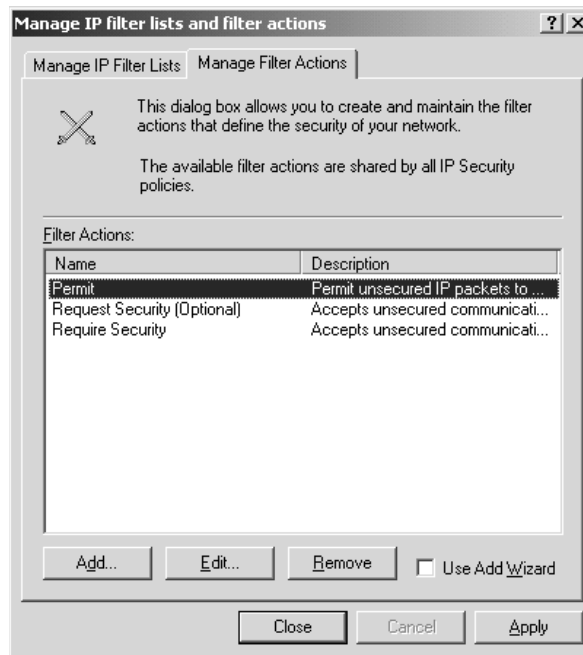 Manage IP filter lists and filter actions
Manage IP Filter Lists Manage Filter Actions
This dialog box allows you to create and maintain the filter
actions that define the security of your network.
The available filter actions are shared by all IP Security
policies.
Filter Actions:
Name Description
Permit Permit unsecured IP packets to ...
Request Security (Optional) Accepts unsecured communicati...
Require Security Accepts unsecured communicati...
Add... Edit... Remove Use Add Wizard
Close Cancel Apply